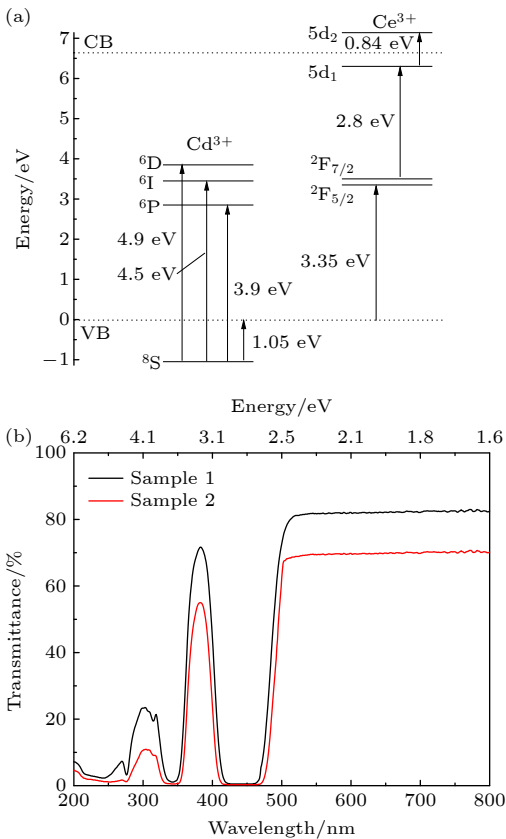 (a)
7
6
5
4
3
2
1
0
−1
Energy/eV
CB
VB
Cd³⁺
⁶D
⁶I
⁶P
⁸S
4.9 eV
4.5 eV
3.9 eV
1.05 eV
Ce³⁺
5d₂
0.84 eV
5d₁
2.8 eV
²F₇/₂
²F₅/₂
3.35 eV
Energy/eV
(b)
6.2 4.1 3.1 2.5 2.1 1.8 1.6
100
80
60
40
20
0
Transmittance/%
Sample 1
Sample 2
200 300 400 500 600 700 800
Wavelength/nm